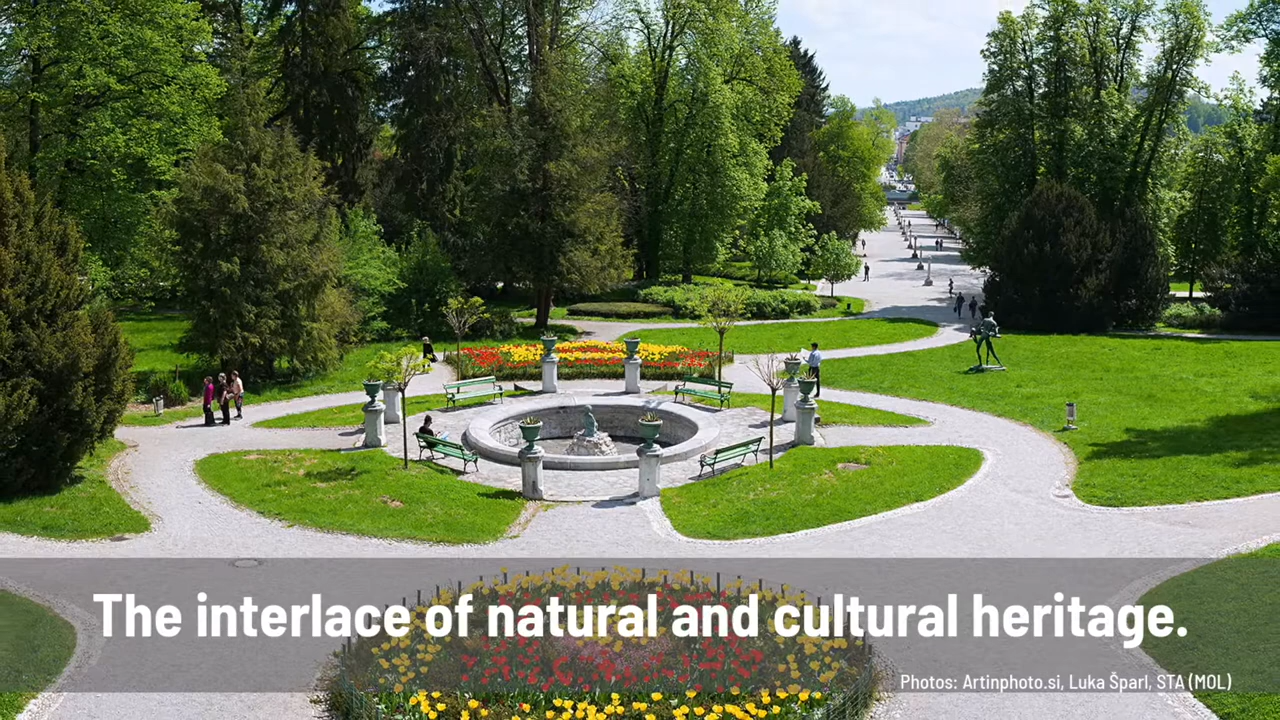 The interlace of natural and cultural heritage.
Photos: Artinphoto.si, Luka Šparl, STA (MOL)